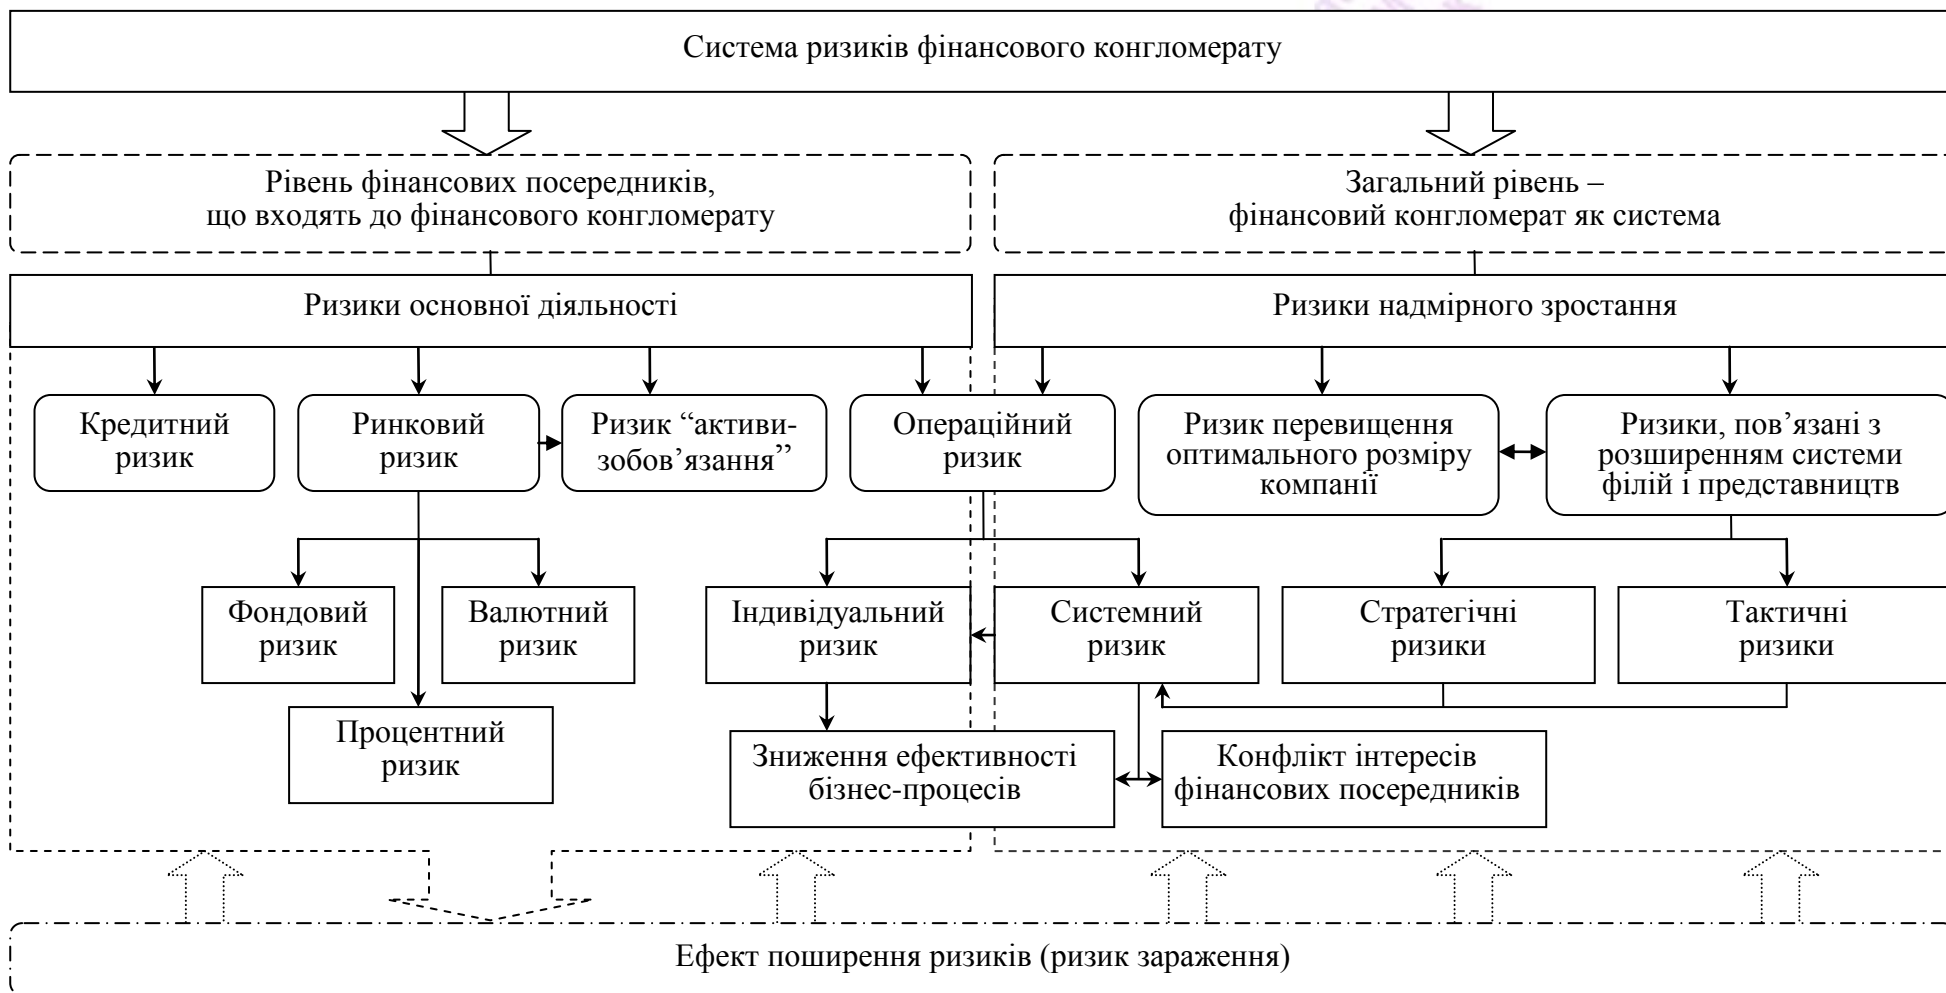 Система ризиків фінансового конгломерату
Рівень фінансових посередників,
що входять до фінансового конгломерату
Загальний рівень –
фінансовий конгломерат як система
Ризики основної діяльності
Ризики надмірного зростання
Кредитний
ризик
Ринковий
ризик
Ризик “активи-
зобов’язання”
Операційний
ризик
Ризик перевищення
оптимального розміру
компанії
Ризики, пов’язані з
розширенням системи
філій і представництв
Фондовий
ризик
Валютний
ризик
Індивідуальний
ризик
Системний
ризик
Стратегічні
ризики
Тактичні
ризики
Процентний
ризик
Зниження ефективності
бізнес-процесів
Конфлікт інтересів
фінансових посередників
Ефект поширення ризиків (ризик зараження)